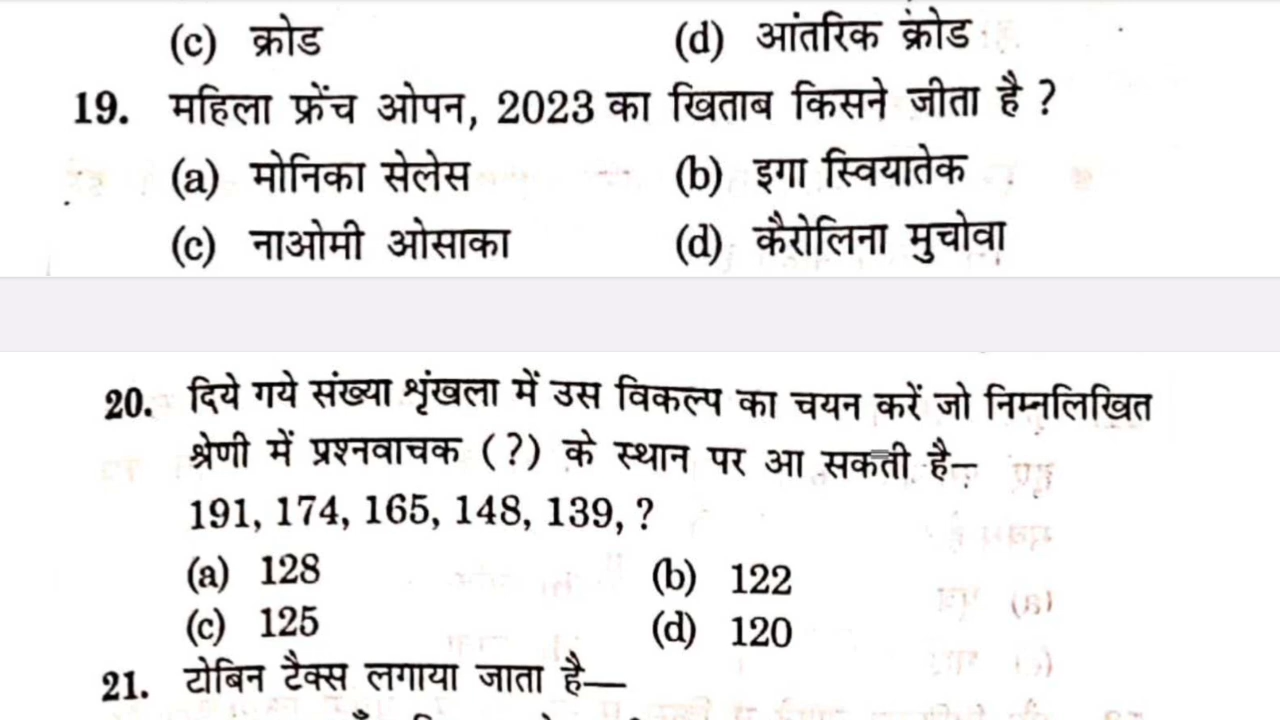 (c) क्रोड (d) आंतरिक क्रोड
19. महिला फ्रेंच ओपन, 2023 का खिताब किसने जीता है ?
(a) मोनिका सेलेस (b) इगा स्वियातेक
(c) नाओमी ओसाका (d) कैरोलिना मुचोवा
20. दिये गये संख्या शृंखला में उस विकल्प का चयन करें जो निम्नलिखित
श्रेणी में प्रश्नवाचक (?) के स्थान पर आ सकती है–
191, 174, 165, 148, 139, ?
(a) 128 (b) 122
(c) 125 (d) 120
21. टोबिन टैक्स लगाया जाता है—